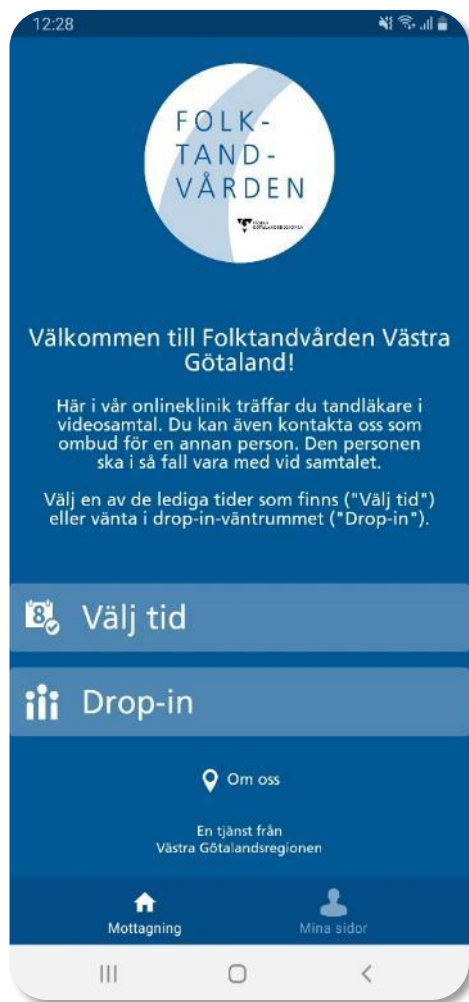 12:28
FOLK-
TAND-
VÅRDEN
VÄSTRA
GÖTALANDSREGIONEN
Välkommen till Folktandvården Västra
Götaland!
Här i vår onlineklinik träffar du tandläkare i
videosamtal. Du kan även kontakta oss som
ombud för en annan person. Den personen
ska i så fall vara med vid samtalet.
Välj en av de lediga tider som finns ("Välj tid")
eller vänta i drop-in-väntrummet ("Drop-in").
8
Välj tid
Drop-in
Om oss
En tjänst från
Västra Götalandsregionen
Mottagning
Mina sidor